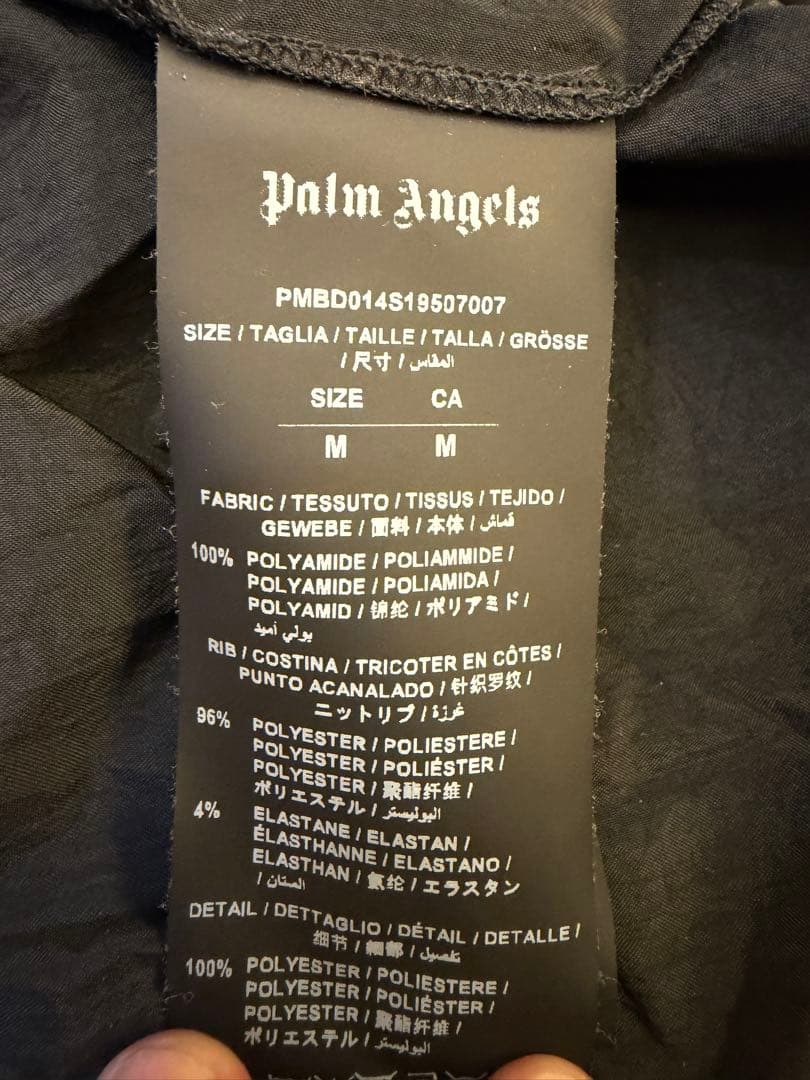 Palm Angels
PMBD014S19507007
SIZE / TAGLIA / TAILLE / TALLA / GRÖSSE
/ 尺寸 / المقاس
SIZE CA
M M
FABRIC / TESSUTO / TISSUS / TEJIDO /
GEWEBE / 面料 / 本体 / قماش
100% POLYAMIDE / POLIAMMIDE /
POLYAMIDE / POLIAMIDA /
POLYAMID / 锦纶 / ポリアミド /
بولي أميد
RIB / COSTINA / TRICOTER EN CÔTES /
PUNTO ACANALADO / 针织罗纹 /
ニットリブ / غرزة
96% POLYESTER / POLIESTERE /
POLYESTER / POLIÉSTER /
POLYESTER / 聚酯纤维 /
ポリエステル / البوليستر
4% ELASTANE / ELASTAN /
ÉLASTHANNE / ELASTANO /
ELASTHAN / 氨纶 / エラスタン
/ الستان
DETAIL / DETTAGLIO / DÉTAIL / DETALLE /
细节 / 細部 / تفصيل
100% POLYESTER / POLIESTERE /
POLYESTER / POLIÉSTER /
POLYESTER / 聚酯纤维 /
ポリエステル / البوليستر